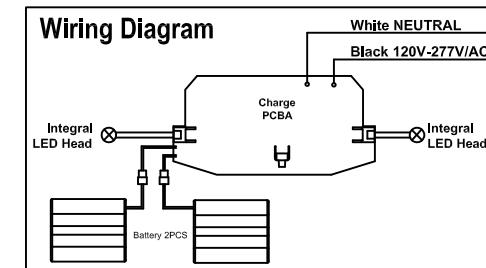 Wiring Diagram
White NEUTRAL
Black 120V-277V/AC
Charge
PCBA
Integral
LED Head
Integral
LED Head
Battery 2PCS